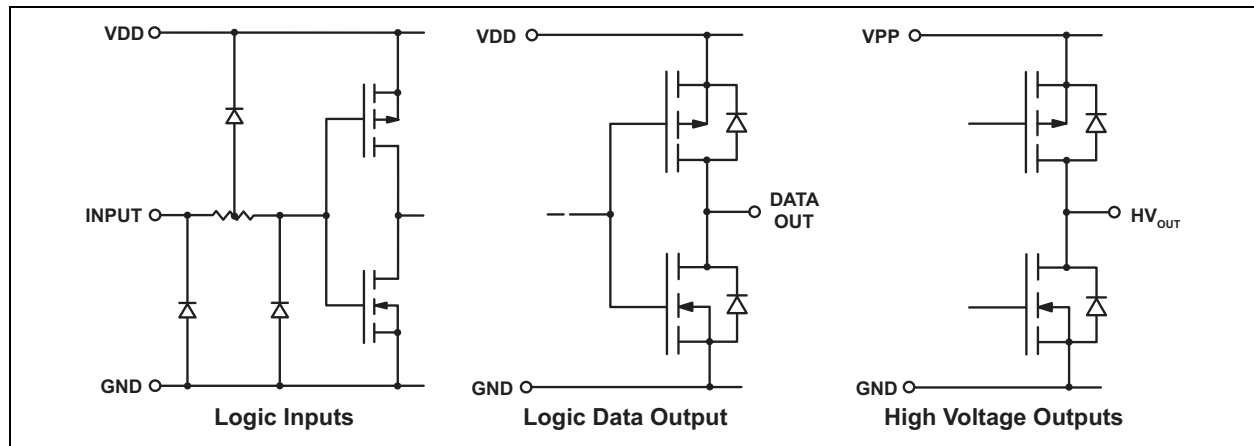 VDD
INPUT
GND
Logic Inputs
VDD
DATA
OUT
GND
Logic Data Output
VPP
HVOUT
GND
High Voltage Outputs